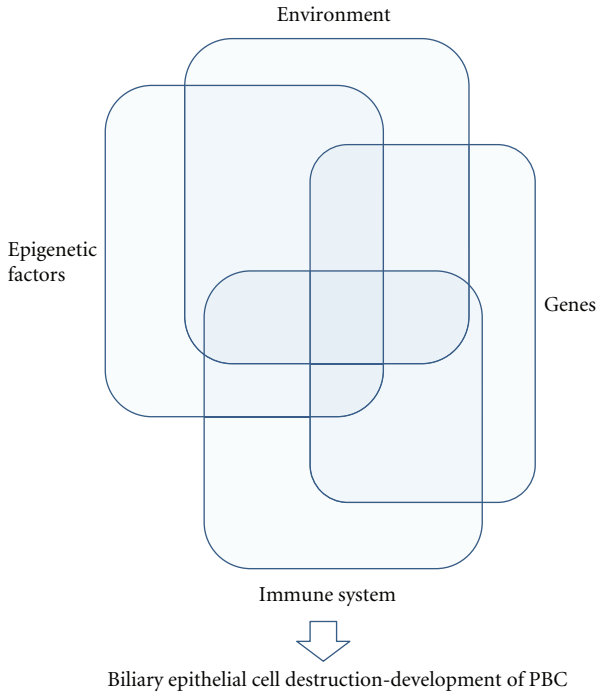 Environment
Epigenetic
factors
Genes
Immune system
Biliary epithelial cell destruction-development of PBC